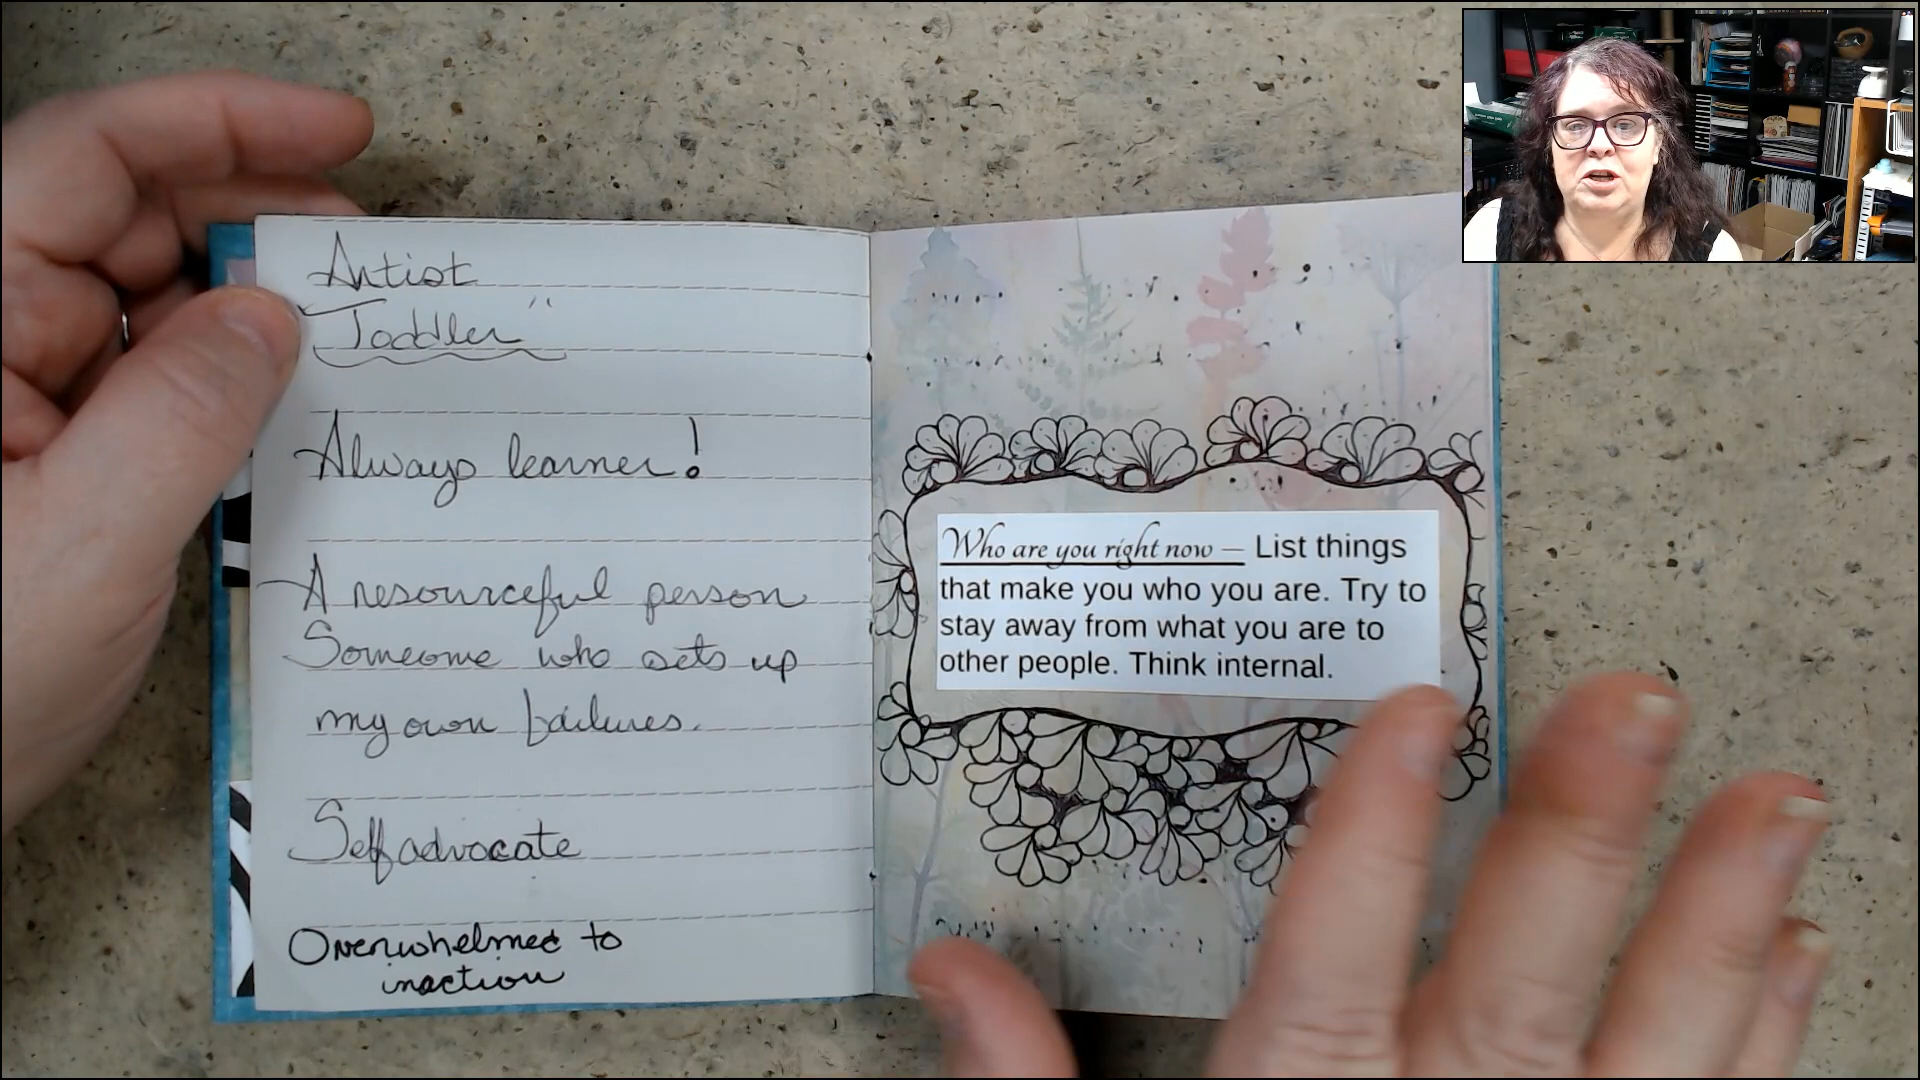 Artist
"Toddler"
Always learner!
A resourceful person
Someone who sets up
my own failures.
Self advocate
Overwhelmed to
inaction
Who are you right now — List things
that make you who you are. Try to
stay away from what you are to
other people. Think internal.